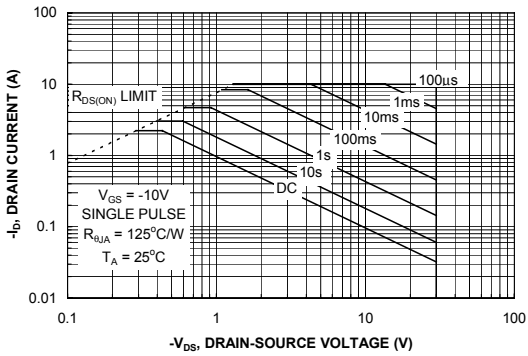 100
10
1
0.1
0.01
-I_D, DRAIN CURRENT (A)
R_DS(ON) LIMIT
100µs
1ms
10ms
100ms
1s
10s
DC
V_GS = -10V
SINGLE PULSE
R_θJA = 125°C/W
T_A = 25°C
0.1
1
10
100
-V_DS, DRAIN-SOURCE VOLTAGE (V)